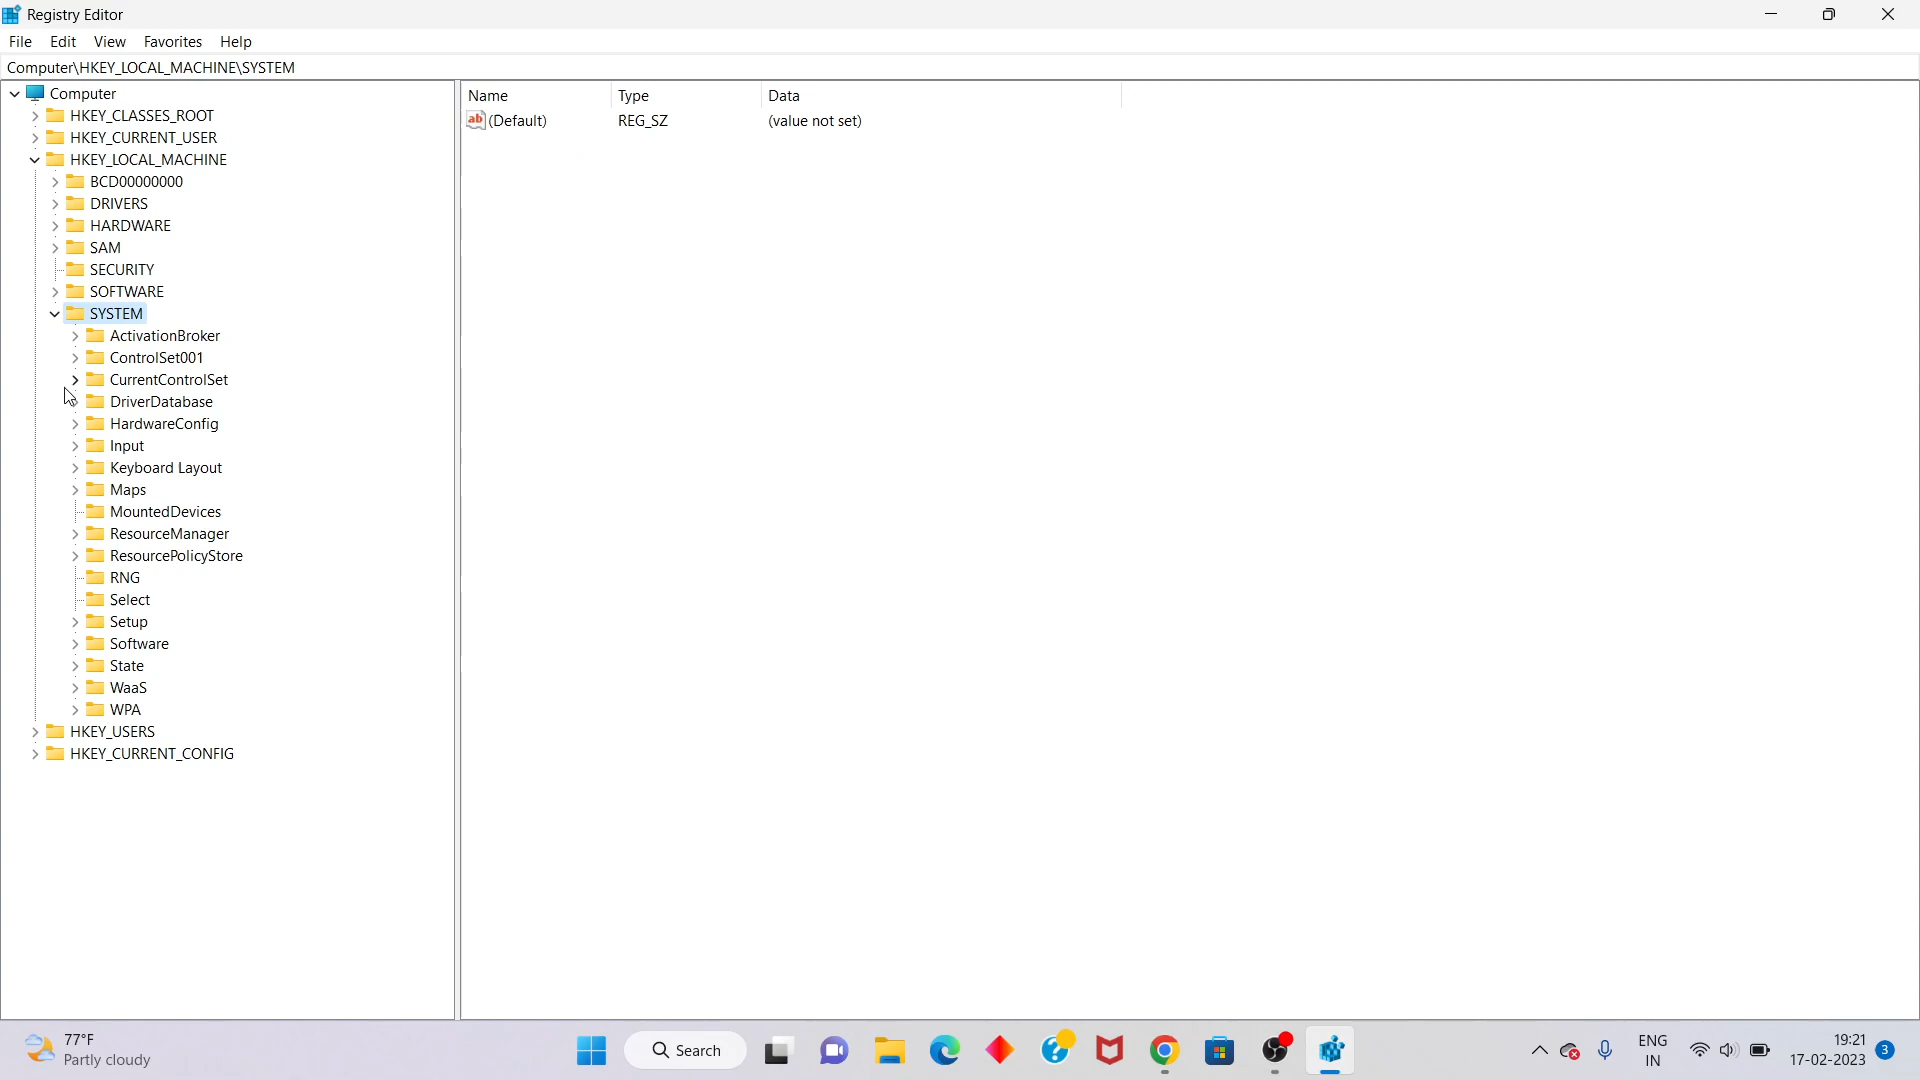 Registry Editor
File Edit View Favorites Help
Computer\HKEY_LOCAL_MACHINE\SYSTEM
Computer
HKEY_CLASSES_ROOT
HKEY_CURRENT_USER
HKEY_LOCAL_MACHINE
BCD00000000
DRIVERS
HARDWARE
SAM
SECURITY
SOFTWARE
SYSTEM
ActivationBroker
ControlSet001
CurrentControlSet
DriverDatabase
HardwareConfig
Input
Keyboard Layout
Maps
MountedDevices
ResourceManager
ResourcePolicyStore
RNG
Select
Setup
Software
State
WaaS
WPA
HKEY_USERS
HKEY_CURRENT_CONFIG
Name Type Data
ab (Default) REG_SZ (value not set)
77°F
Partly cloudy
Search
ENG
IN
19:21
17-02-2023
3